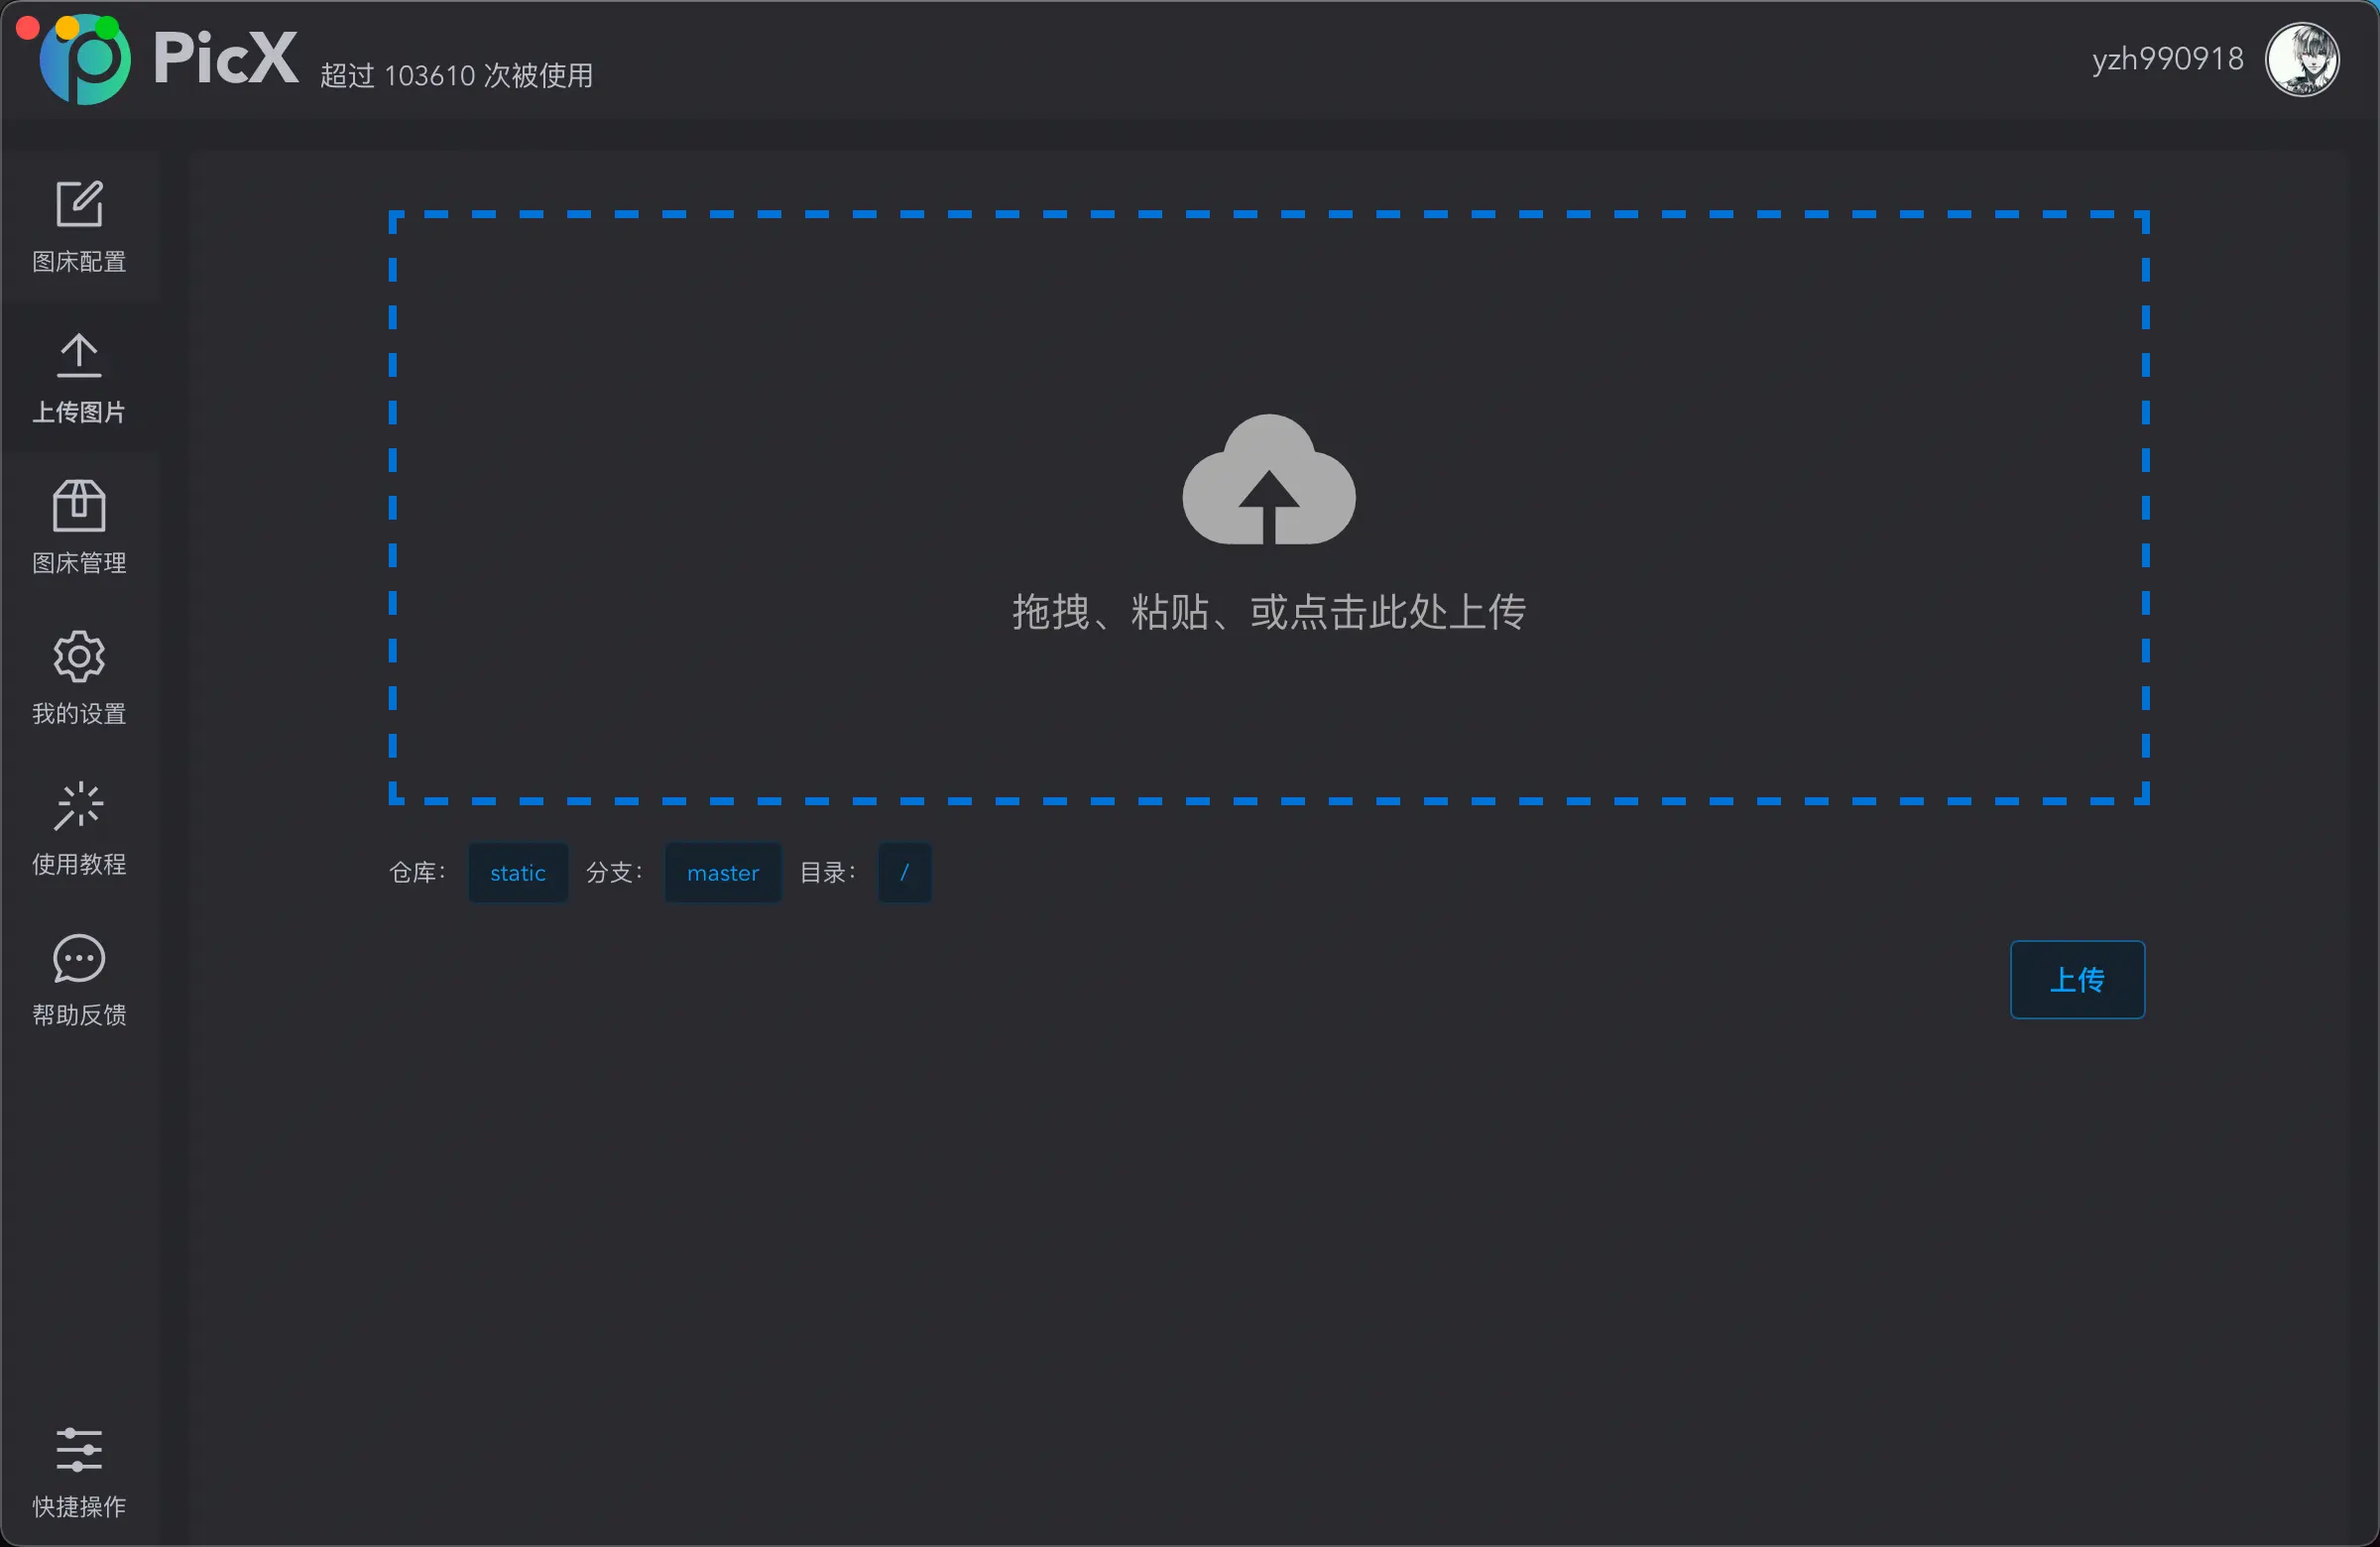 PicX 超过 103610 次被使用
yzh990918
图床配置
上传图片
图床管理
我的设置
使用教程
帮助反馈
快捷操作
拖拽、粘贴、或点击此处上传
仓库： static 分支： master 目录： /
上传